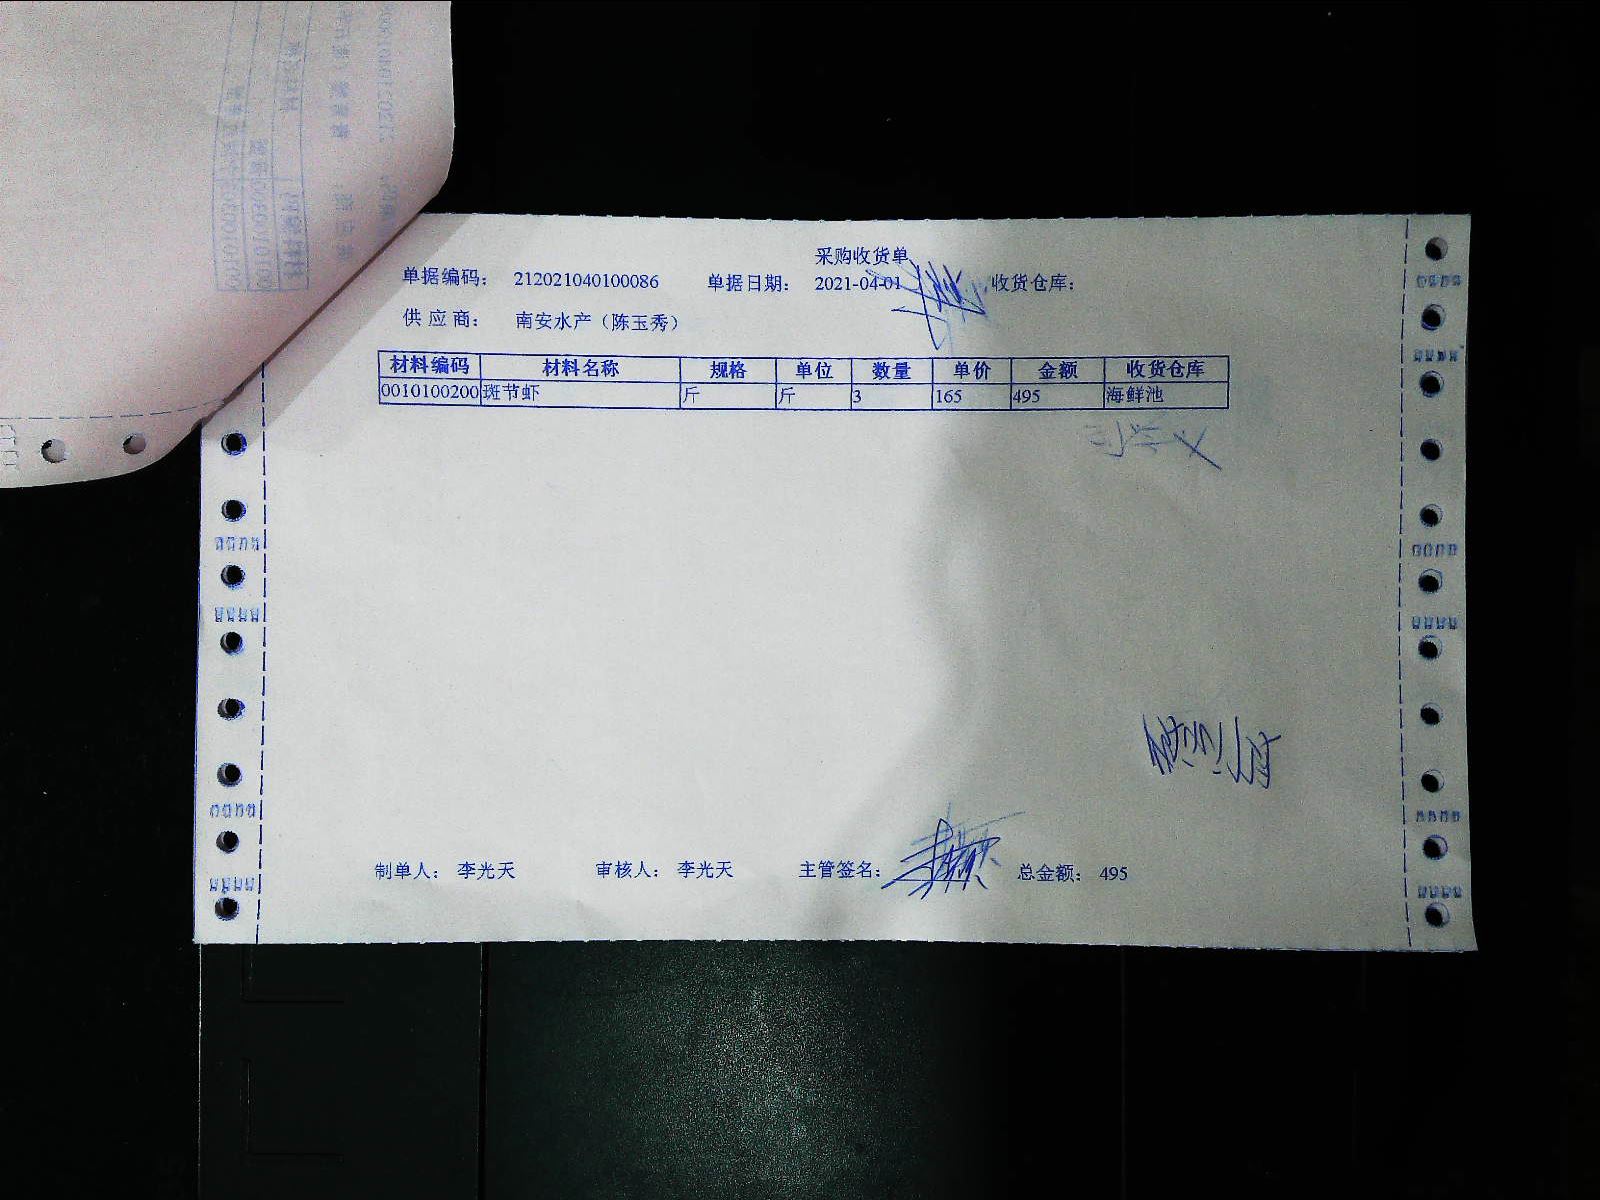 采购收货单
单据编码： 212021040100086 单据日期： 2021-04-01 收货仓库：
供 应 商： 南安水产（陈玉秀）
材料编码 材料名称 规格 单位 数量 单价 金额 收货仓库
0010100200 斑节虾 斤 斤 3 165 495 海鲜池
制单人： 李光天 审核人： 李光天 主管签名： 总金额： 495